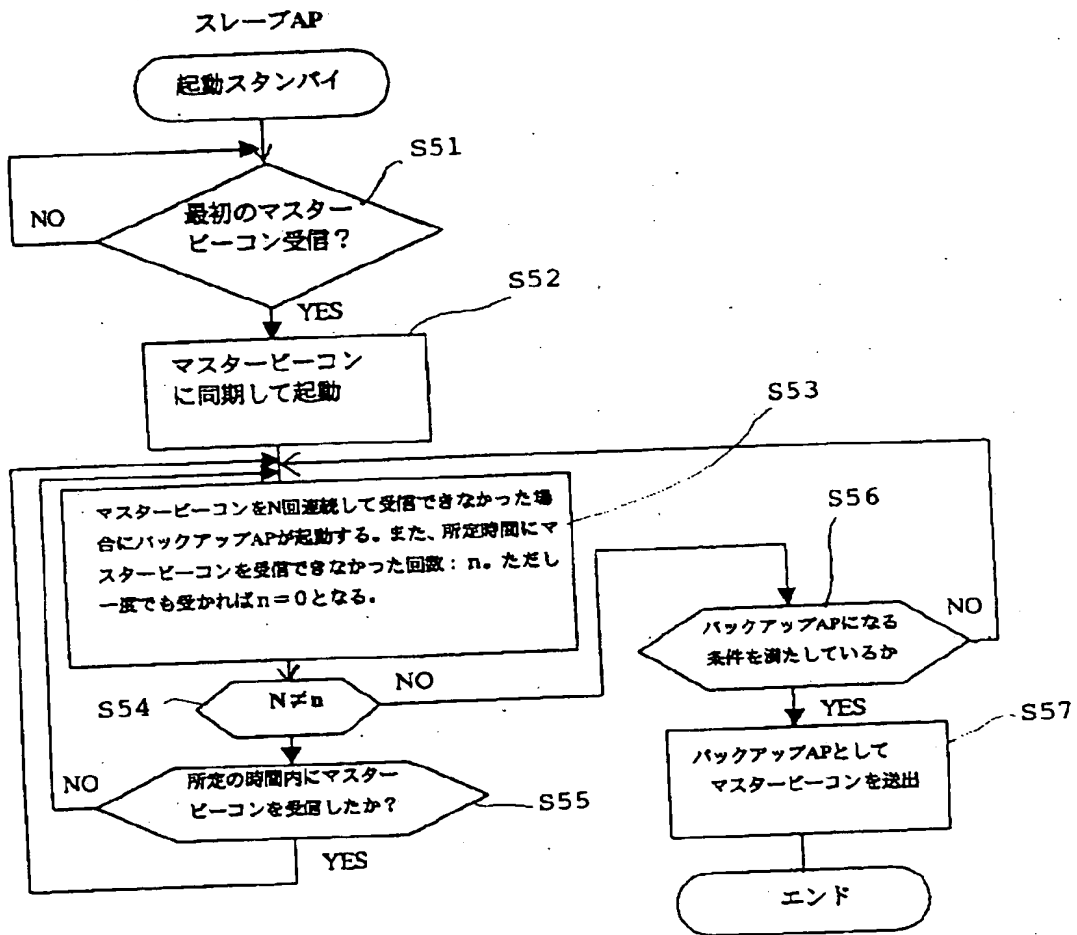 スレーブAP
起動スタンバイ
S51
最初のマスター
ビーコン受信？
NO
YES
S52
マスタービーコン
に同期して起動
S53
マスタービーコンをN回連続して受信できなかった場
合にバックアップAPが起動する。また、所定時間にマ
スタービーコンを受信できなかった回数：n。ただし
一度でも受かればn＝0となる。
S54
N≠n
NO
所定の時間内にマスター
ビーコンを受信したか？
NO
S55
YES
S56
バックアップAPになる
条件を満たしているか
NO
YES
S57
バックアップAPとして
マスタービーコンを送出
エンド